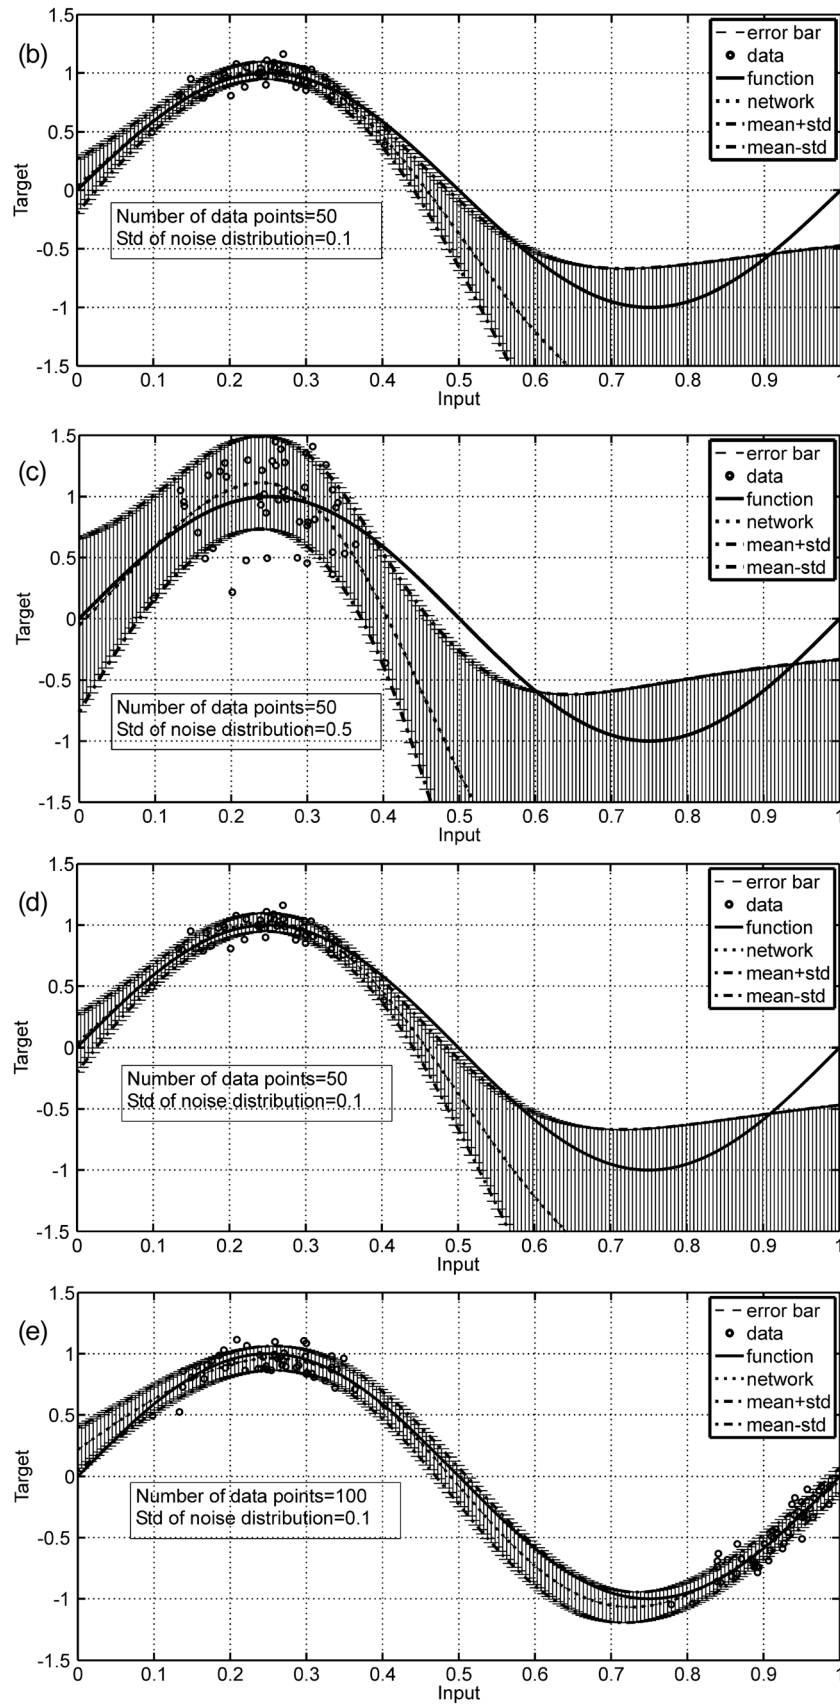 (b)
1.5
1
0.5
0
-0.5
-1
-1.5
Target
0 0.1 0.2 0.3 0.4 0.5 0.6 0.7 0.8 0.9 1
Input
Number of data points=50
Std of noise distribution=0.1
error bar
data
function
network
mean+std
mean-std
(c)
1.5
1
0.5
0
-0.5
-1
-1.5
Target
0 0.1 0.2 0.3 0.4 0.5 0.6 0.7 0.8 0.9 1
Input
Number of data points=50
Std of noise distribution=0.5
error bar
data
function
network
mean+std
mean-std
(d)
1.5
1
0.5
0
-0.5
-1
-1.5
Target
0 0.1 0.2 0.3 0.4 0.5 0.6 0.7 0.8 0.9 1
Input
Number of data points=50
Std of noise distribution=0.1
error bar
data
function
network
mean+std
mean-std
(e)
1.5
1
0.5
0
-0.5
-1
-1.5
Target
0 0.1 0.2 0.3 0.4 0.5 0.6 0.7 0.8 0.9 1
Input
Number of data points=100
Std of noise distribution=0.1
error bar
data
function
network
mean+std
mean-std